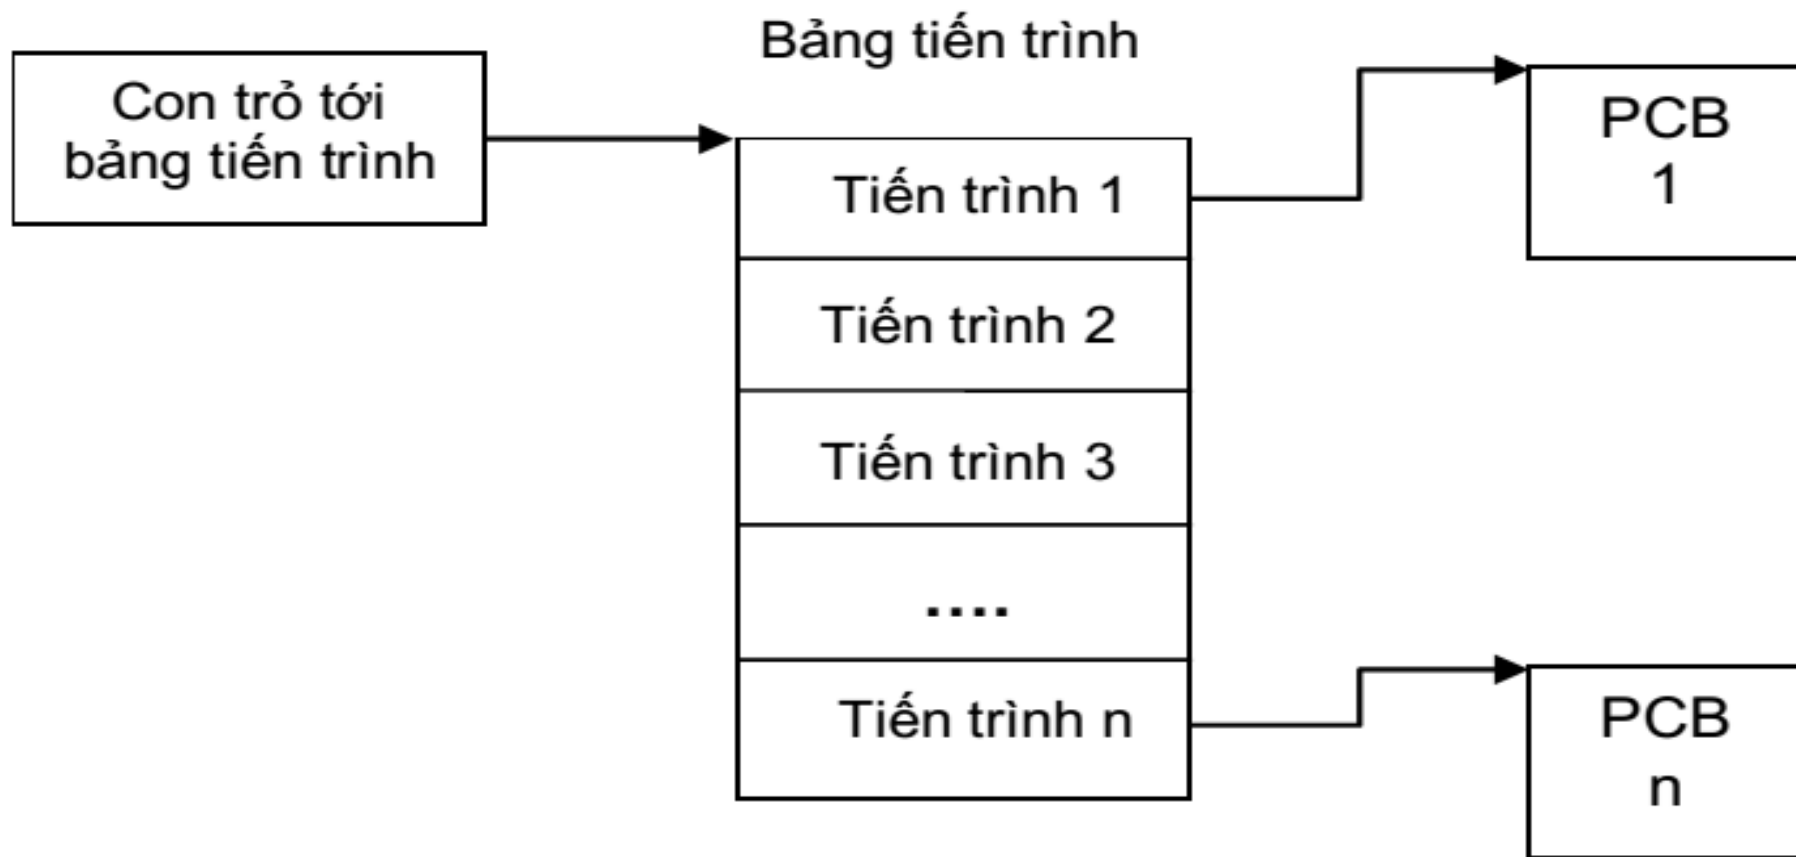 Bảng tiến trình
Con trỏ tới
bảng tiến trình
Tiến trình 1
Tiến trình 2
Tiến trình 3
....
Tiến trình n
PCB
1
PCB
n